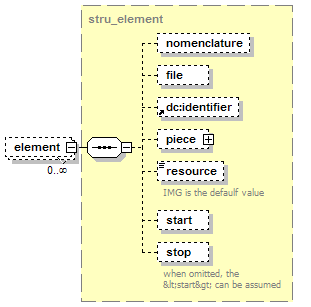 stru_element
nomenclature
file
dc:identifier
element
0..∞
piece
resource
IMG is the defaulf value
start
stop
when omitted, the
&lt;start&gt; can be assumed